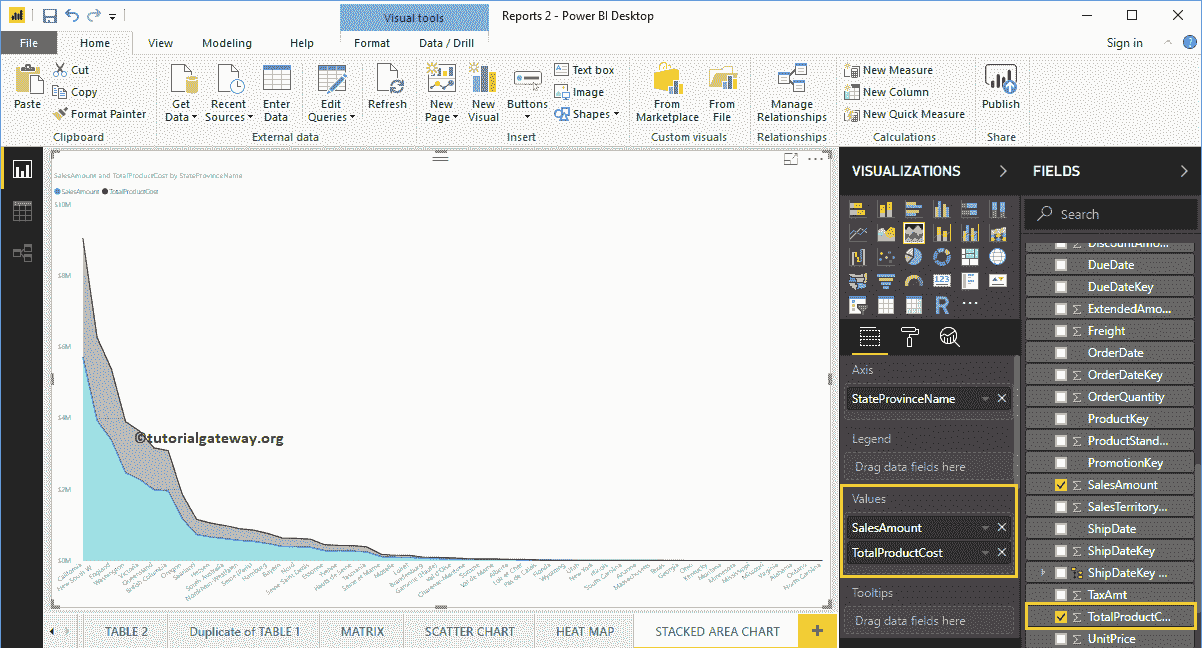 Visual tools
Reports 2 - Power BI Desktop
File
Home
View
Modeling
Help
Format
Data / Drill
Sign in
Paste
Cut
Copy
Format Painter
Clipboard
Get Data
Recent Sources
Enter Data
Edit Queries
External data
Refresh
New Page
New Visual
Buttons
Text box
Image
Shapes
Insert
From Marketplace
From File
Custom visuals
Manage Relationships
Relationships
New Measure
New Column
New Quick Measure
Calculations
Publish
Share
SalesAmount and TotalProductCost by StateProvinceName
SalesAmount
TotalProductCost
$10M
$8M
$6M
$4M
$2M
$0M
©tutorialgateway.org
California
New South W...
England
Washington
Victoria
Queensland
British Columbia
Oregon
Saarland
Hessen
South Australia
Nordrhein-Westfalen
Seine (Paris)
Hamburg
Bayern
Nord
Seine Saint Denis
Essonne
Yveline
Hauts de Seine
Tasmania
Seine et Marne
Moselle
Loiret
Brandenburg
Garonne (Haute)
Val d'Oise
Charente-Maritime
Somme
Val de Marne
Alberta
Loir et Cher
Pas de Calais
Florida
Wyoming
Utah
New York
Illinois
South Carolina
Arizona
Massachusetts
Texas
Georgia
Ohio
Kentucky
Montana
Minnesota
Mississippi
Missouri
Virginia
Alabama
Ontario
North Carolina
TABLE 2
Duplicate of TABLE 1
MATRIX
SCATTER CHART
HEAT MAP
STACKED AREA CHART
+
VISUALIZATIONS
123
R
Axis
StateProvinceName
Legend
Drag data fields here
Values
SalesAmount
TotalProductCost
Tooltips
Drag data fields here
FIELDS
Search
DiscountAmo...
DueDate
DueDateKey
ExtendedAmo...
Freight
OrderDate
OrderDateKey
OrderQuantity
ProductKey
ProductStand...
PromotionKey
SalesAmount
SalesTerritory...
ShipDate
ShipDateKey
ShipDateKey ...
TaxAmt
TotalProductC...
UnitPrice